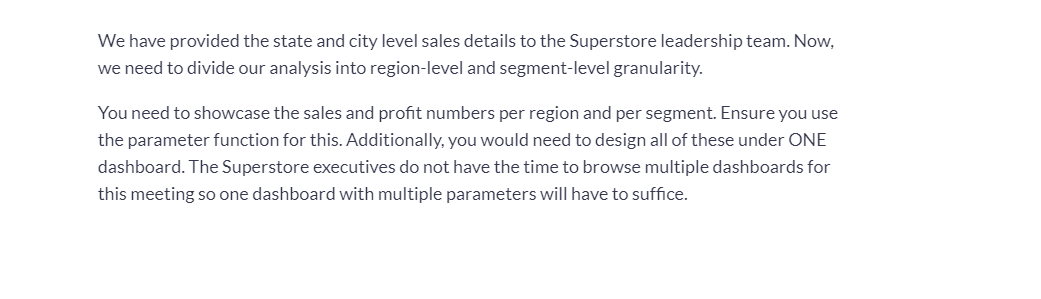 We have provided the state and city level sales details to the Superstore leadership team. Now,
we need to divide our analysis into region-level and segment-level granularity.
You need to showcase the sales and profit numbers per region and per segment. Ensure you use
the parameter function for this. Additionally, you would need to design all of these under ONE
dashboard. The Superstore executives do not have the time to browse multiple dashboards for
this meeting so one dashboard with multiple parameters will have to suffice.